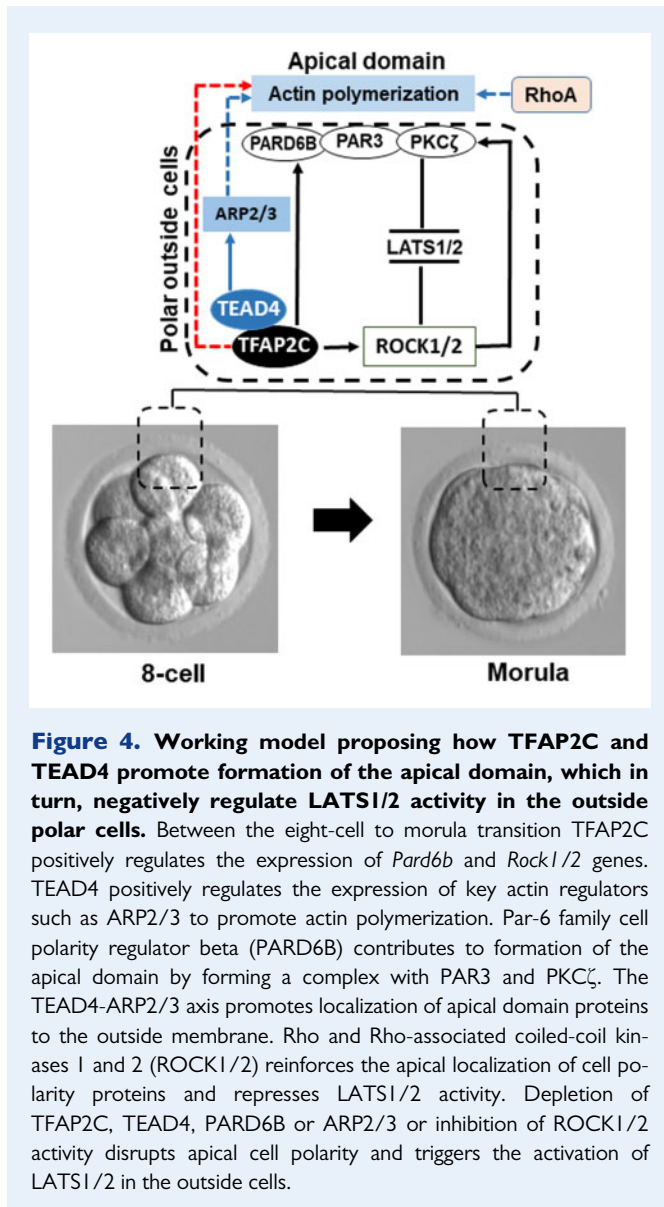 Apical domain
Actin polymerization
RhoA
Polar outside cells
PARD6B
PAR3
PKCζ
ARP2/3
LATS1/2
TEAD4
TFAP2C
ROCK1/2
8-cell
Morula
Figure 4. Working model proposing how TFAP2C and
TEAD4 promote formation of the apical domain, which in
turn, negatively regulate LATS1/2 activity in the outside
polar cells. Between the eight-cell to morula transition TFAP2C
positively regulates the expression of Pard6b and Rock1/2 genes.
TEAD4 positively regulates the expression of key actin regulators
such as ARP2/3 to promote actin polymerization. Par-6 family cell
polarity regulator beta (PARD6B) contributes to formation of the
apical domain by forming a complex with PAR3 and PKCζ. The
TEAD4-ARP2/3 axis promotes localization of apical domain proteins
to the outside membrane. Rho and Rho-associated coiled-coil kin-
ases 1 and 2 (ROCK1/2) reinforces the apical localization of cell po-
larity proteins and represses LATS1/2 activity. Depletion of
TFAP2C, TEAD4, PARD6B or ARP2/3 or inhibition of ROCK1/2
activity disrupts apical cell polarity and triggers the activation of
LATS1/2 in the outside cells.